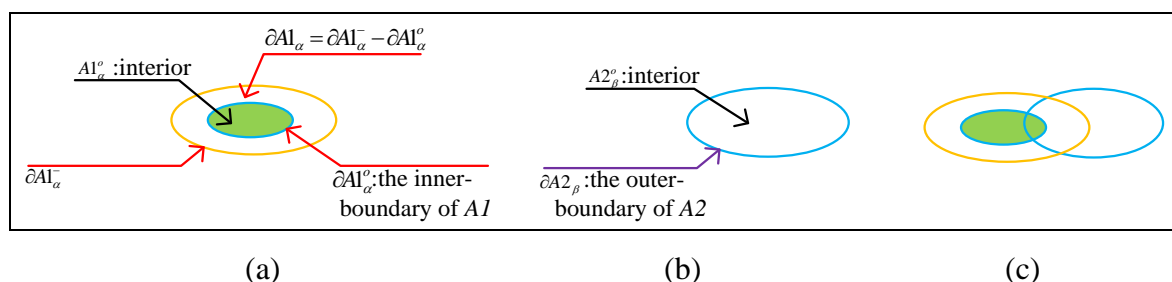 ∂A1_α = ∂A1_α^- − ∂A1_α^o
A1_α^o :interior
∂A1_α^-
∂A1_α^o:the inner-
boundary of A1
A2_β^o:interior
∂A2_β :the outer-
boundary of A2
(a)
(b)
(c)